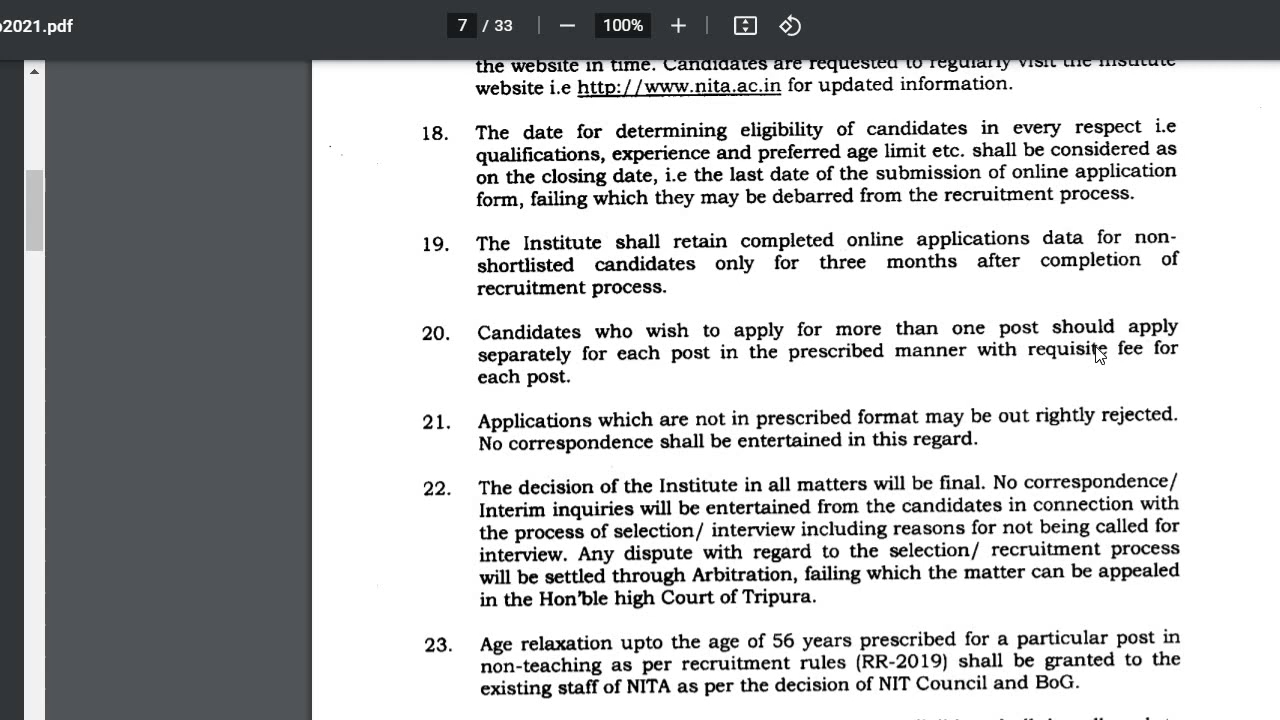 o2021.pdf
7 / 33
100%
the website in time. Candidates are requested to regularly visit the Institute
website i.e http://www.nita.ac.in for updated information.
18. The date for determining eligibility of candidates in every respect i.e
qualifications, experience and preferred age limit etc. shall be considered as
on the closing date, i.e the last date of the submission of online application
form, failing which they may be debarred from the recruitment process.
19. The Institute shall retain completed online applications data for non-
shortlisted candidates only for three months after completion of
recruitment process.
20. Candidates who wish to apply for more than one post should apply
separately for each post in the prescribed manner with requisite fee for
each post.
21. Applications which are not in prescribed format may be out rightly rejected.
No correspondence shall be entertained in this regard.
22. The decision of the Institute in all matters will be final. No correspondence/
Interim inquiries will be entertained from the candidates in connection with
the process of selection/ interview including reasons for not being called for
interview. Any dispute with regard to the selection/ recruitment process
will be settled through Arbitration, failing which the matter can be appealed
in the Hon'ble high Court of Tripura.
23. Age relaxation upto the age of 56 years prescribed for a particular post in
non-teaching as per recruitment rules (RR-2019) shall be granted to the
existing staff of NITA as per the decision of NIT Council and BoG.